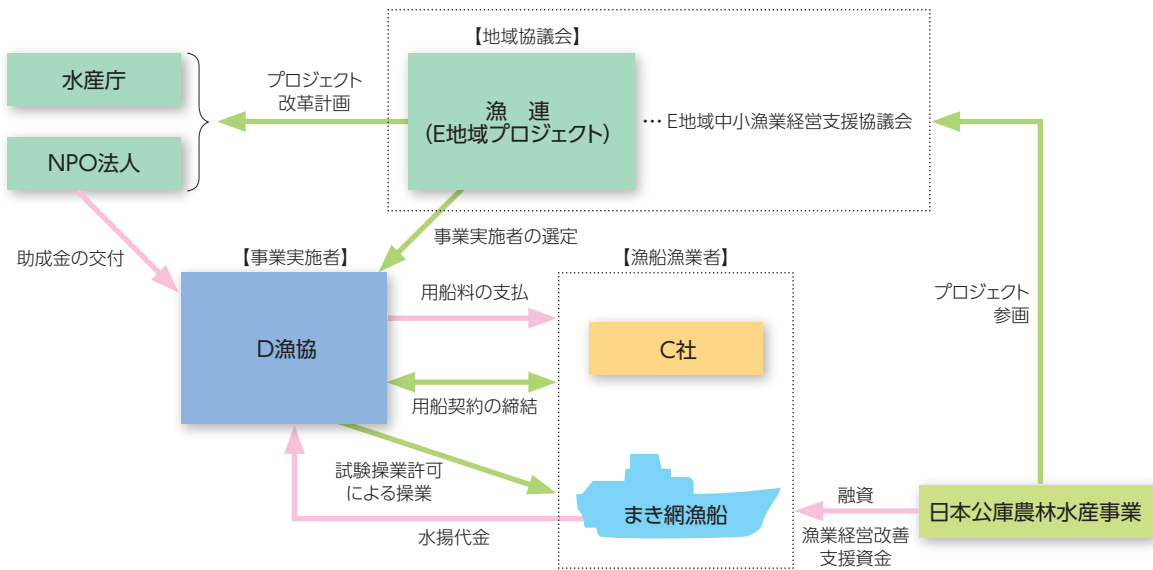 【地域協議会】
水産庁
プロジェクト
改革計画
漁　連
（E地域プロジェクト）
… E地域中小漁業経営支援協議会
NPO法人
助成金の交付
事業実施者の選定
【事業実施者】
【漁船漁業者】
用船料の支払
プロジェクト
参画
D漁協
C社
用船契約の締結
試験操業許可
による操業
まき網漁船
融資
日本公庫農林水産事業
水揚代金
漁業経営改善
支援資金